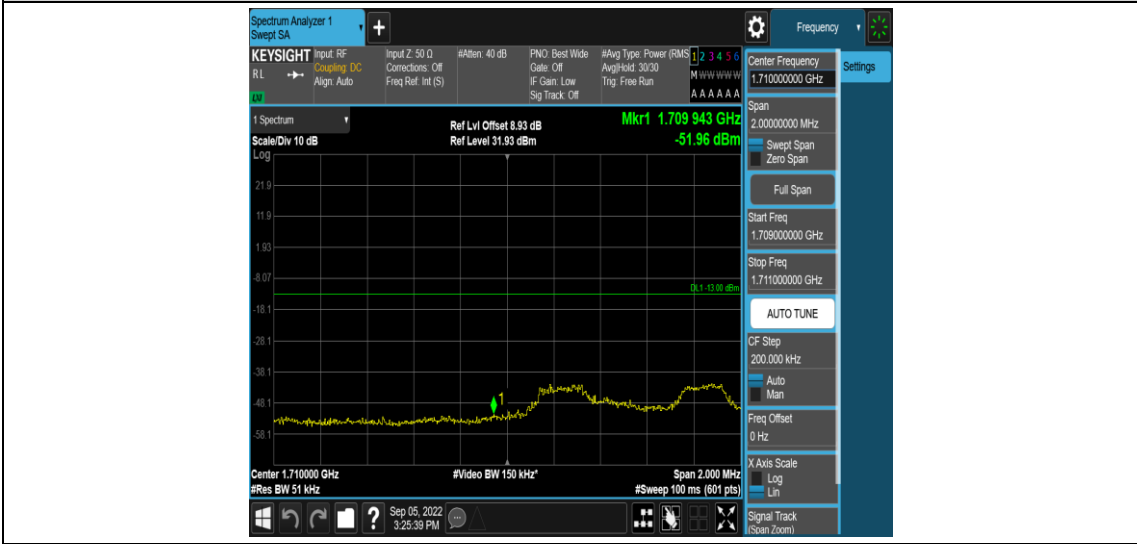 Spectrum Analyzer 1
Swept SA
+
Frequency
KEYSIGHT
RL
Input: RF
Coupling: DC
Align: Auto
Input Z: 50 Ω
Corrections: Off
Freq Ref: Int (S)
#Atten: 40 dB
PNO: Best Wide
Gate: Off
IF Gain: Low
Sig Track: Off
#Avg Type: Power (RMS
Avg|Hold: 30/30
Trig: Free Run
1 2 3 4 5 6
M W W W W W
A A A A A A
1 Spectrum
Scale/Div 10 dB
Log
Ref Lvl Offset 8.93 dB
Ref Level 31.93 dBm
Mkr1 1.709 943 GHz
-51.96 dBm
21.9
11.9
1.93
-8.07
DL1 -13.00 dBm
-18.1
-28.1
-38.1
-48.1
-58.1
1
Center 1.710000 GHz
#Res BW 51 kHz
#Video BW 150 kHz*
Span 2.000 MHz
#Sweep 100 ms (601 pts)
?
Sep 05, 2022
3:25:39 PM
Center Frequency
1.710000000 GHz
Settings
Span
2.00000000 MHz
Swept Span
Zero Span
Full Span
Start Freq
1.709000000 GHz
Stop Freq
1.711000000 GHz
AUTO TUNE
CF Step
200.000 kHz
Auto
Man
Freq Offset
0 Hz
X Axis Scale
Log
Lin
Signal Track
(Span Zoom)